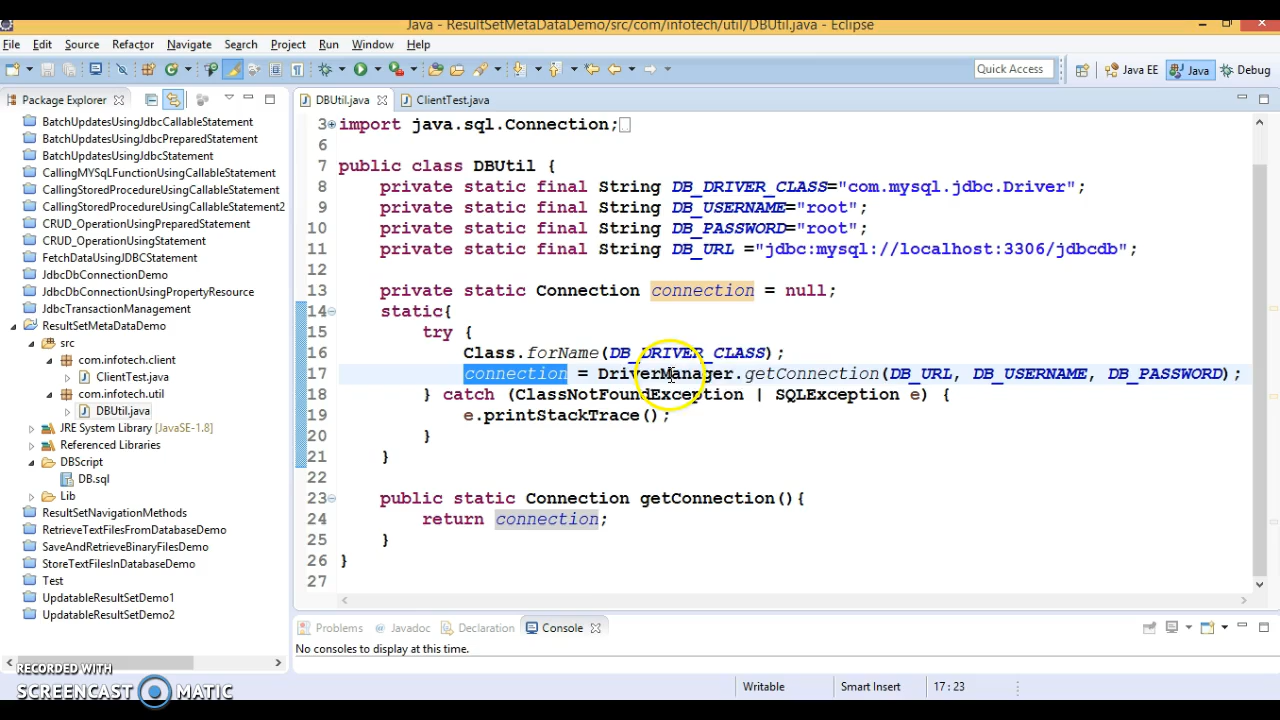 Java - ResultSetMetaDataDemo/src/com/infotech/util/DBUtil.java - Eclipse
File Edit Source Refactor Navigate Search Project Run Window Help
Quick Access Java EE Java Debug
Package Explorer
BatchUpdatesUsingJdbcCallableStatement
BatchUpdatesUsingJdbcPreparedStatement
BatchUpdatesUsingJdbcStatement
CallingMYSqlFunctionUsingCallableStatement
CallingStoredProcedureUsingCallableStatement
CallingStoredProcedureUsingCallableStatement2
CRUD_OperationUsingPreparedStatement
CRUD_OperationUsingStatement
FetchDataUsingJDBCStatement
JdbcDbConnectionDemo
JdbcDbConnectionUsingPropertyResource
JdbcTransactionManagement
ResultSetMetaDataDemo
src
com.infotech.client
ClientTest.java
com.infotech.util
DBUtil.java
JRE System Library [JavaSE-1.8]
Referenced Libraries
DBScript
DB.sql
Lib
ResultSetNavigationMethods
RetrieveTextFilesFromDatabaseDemo
SaveAndRetrieveBinaryFilesDemo
StoreTextFilesInDatabaseDemo
Test
UpdatableResultSetDemo1
UpdatableResultSetDemo2
DBUtil.java ClientTest.java
3 import java.sql.Connection;
6
7 public class DBUtil {
8 private static final String DB_DRIVER_CLASS="com.mysql.jdbc.Driver";
9 private static final String DB_USERNAME="root";
10 private static final String DB_PASSWORD="root";
11 private static final String DB_URL ="jdbc:mysql://localhost:3306/jdbcdb";
12
13 private static Connection connection = null;
14 static{
15 try {
16 Class.forName(DB_DRIVER_CLASS);
17 connection = DriverManager.getConnection(DB_URL, DB_USERNAME, DB_PASSWORD);
18 } catch (ClassNotFoundException | SQLException e) {
19 e.printStackTrace();
20 }
21 }
22
23 public static Connection getConnection(){
24 return connection;
25 }
26 }
27
Problems Javadoc Declaration Console
No consoles to display at this time.
Writable Smart Insert 17 : 23
RECORDED WITH
SCREENCAST MATIC